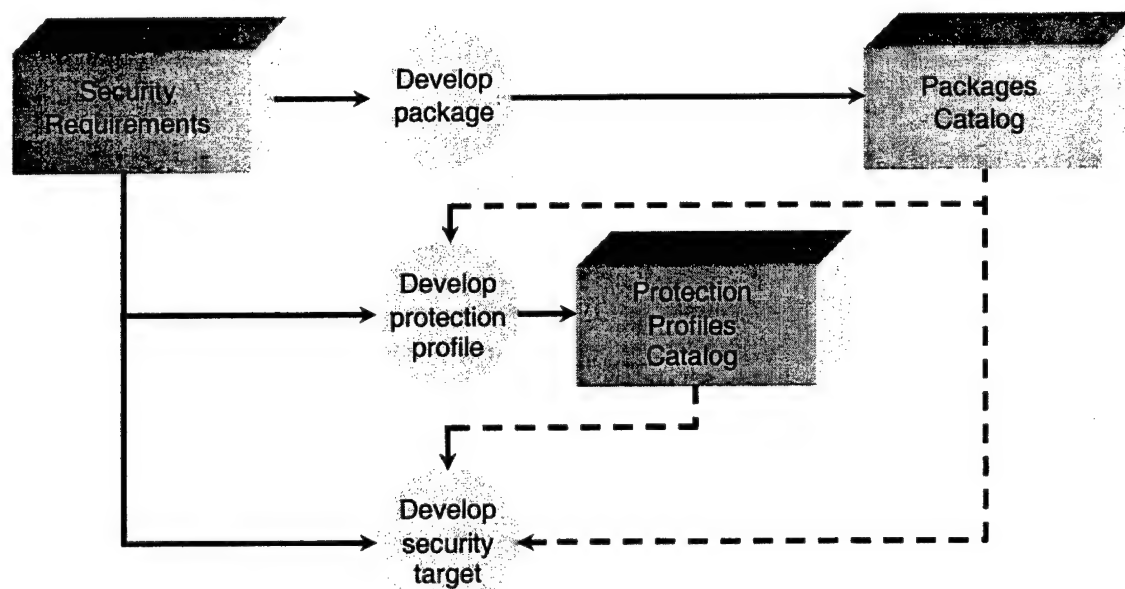 Security
Requirements
Develop
package
Packages
Catalog
Develop
protection
profile
Protection
Profiles
Catalog
Develop
security
target